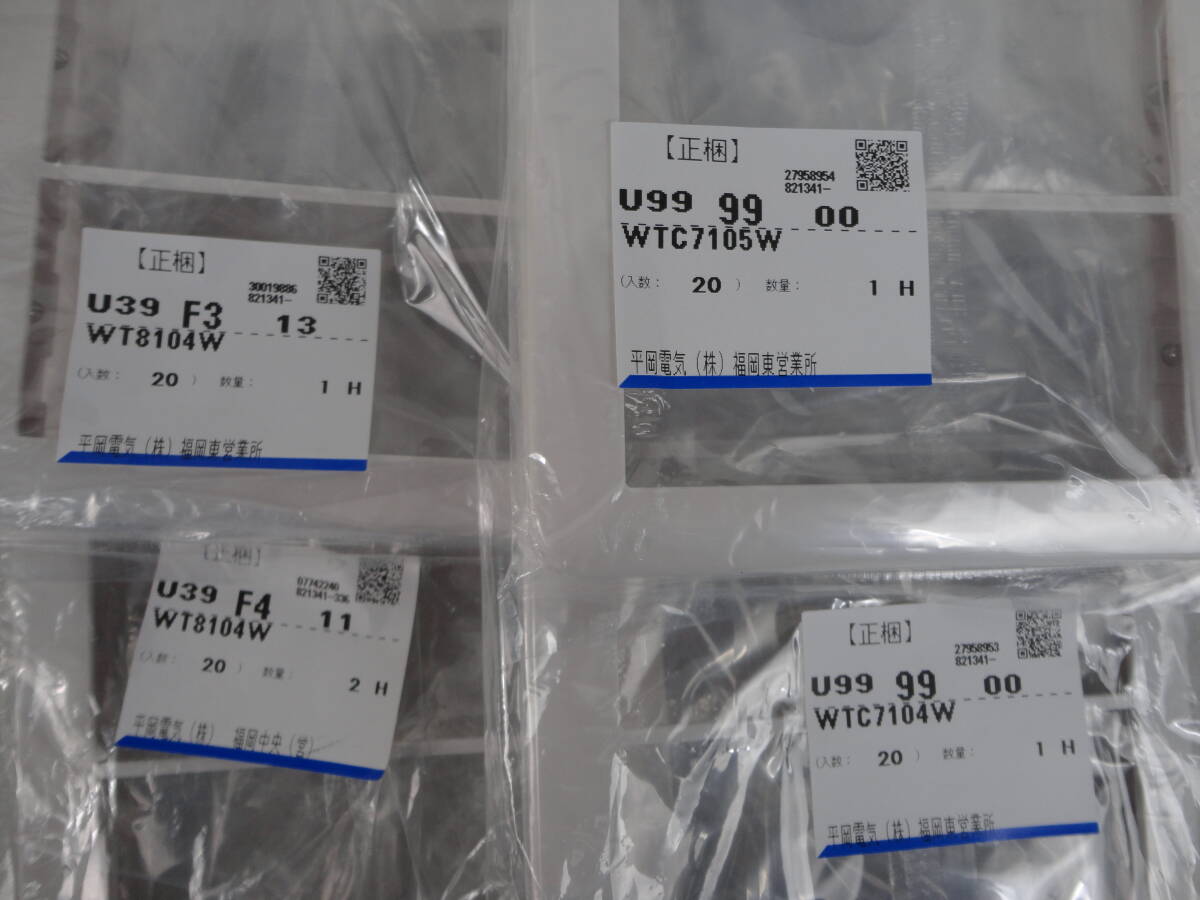 【正梱】
30019886
821341-
U39 F3 13
WT8104W
(入数： 20 ) 数量： 1 H
平岡電気（株）福岡東営業所
【正梱】
27958954
821341-
U99 99 00
WTC7105W
(入数： 20 ) 数量： 1 H
平岡電気（株）福岡東営業所
【正梱】
07742240
821341-336
U39 F4 11
WT8104W
(入数： 20 ) 数量： 2 H
平岡電気（株） 福岡中央（営）
【正梱】
27958953
821341-
U99 99 00
WTC7104W
(入数： 20 ) 数量： 1 H
平岡電気（株）福岡東営業所